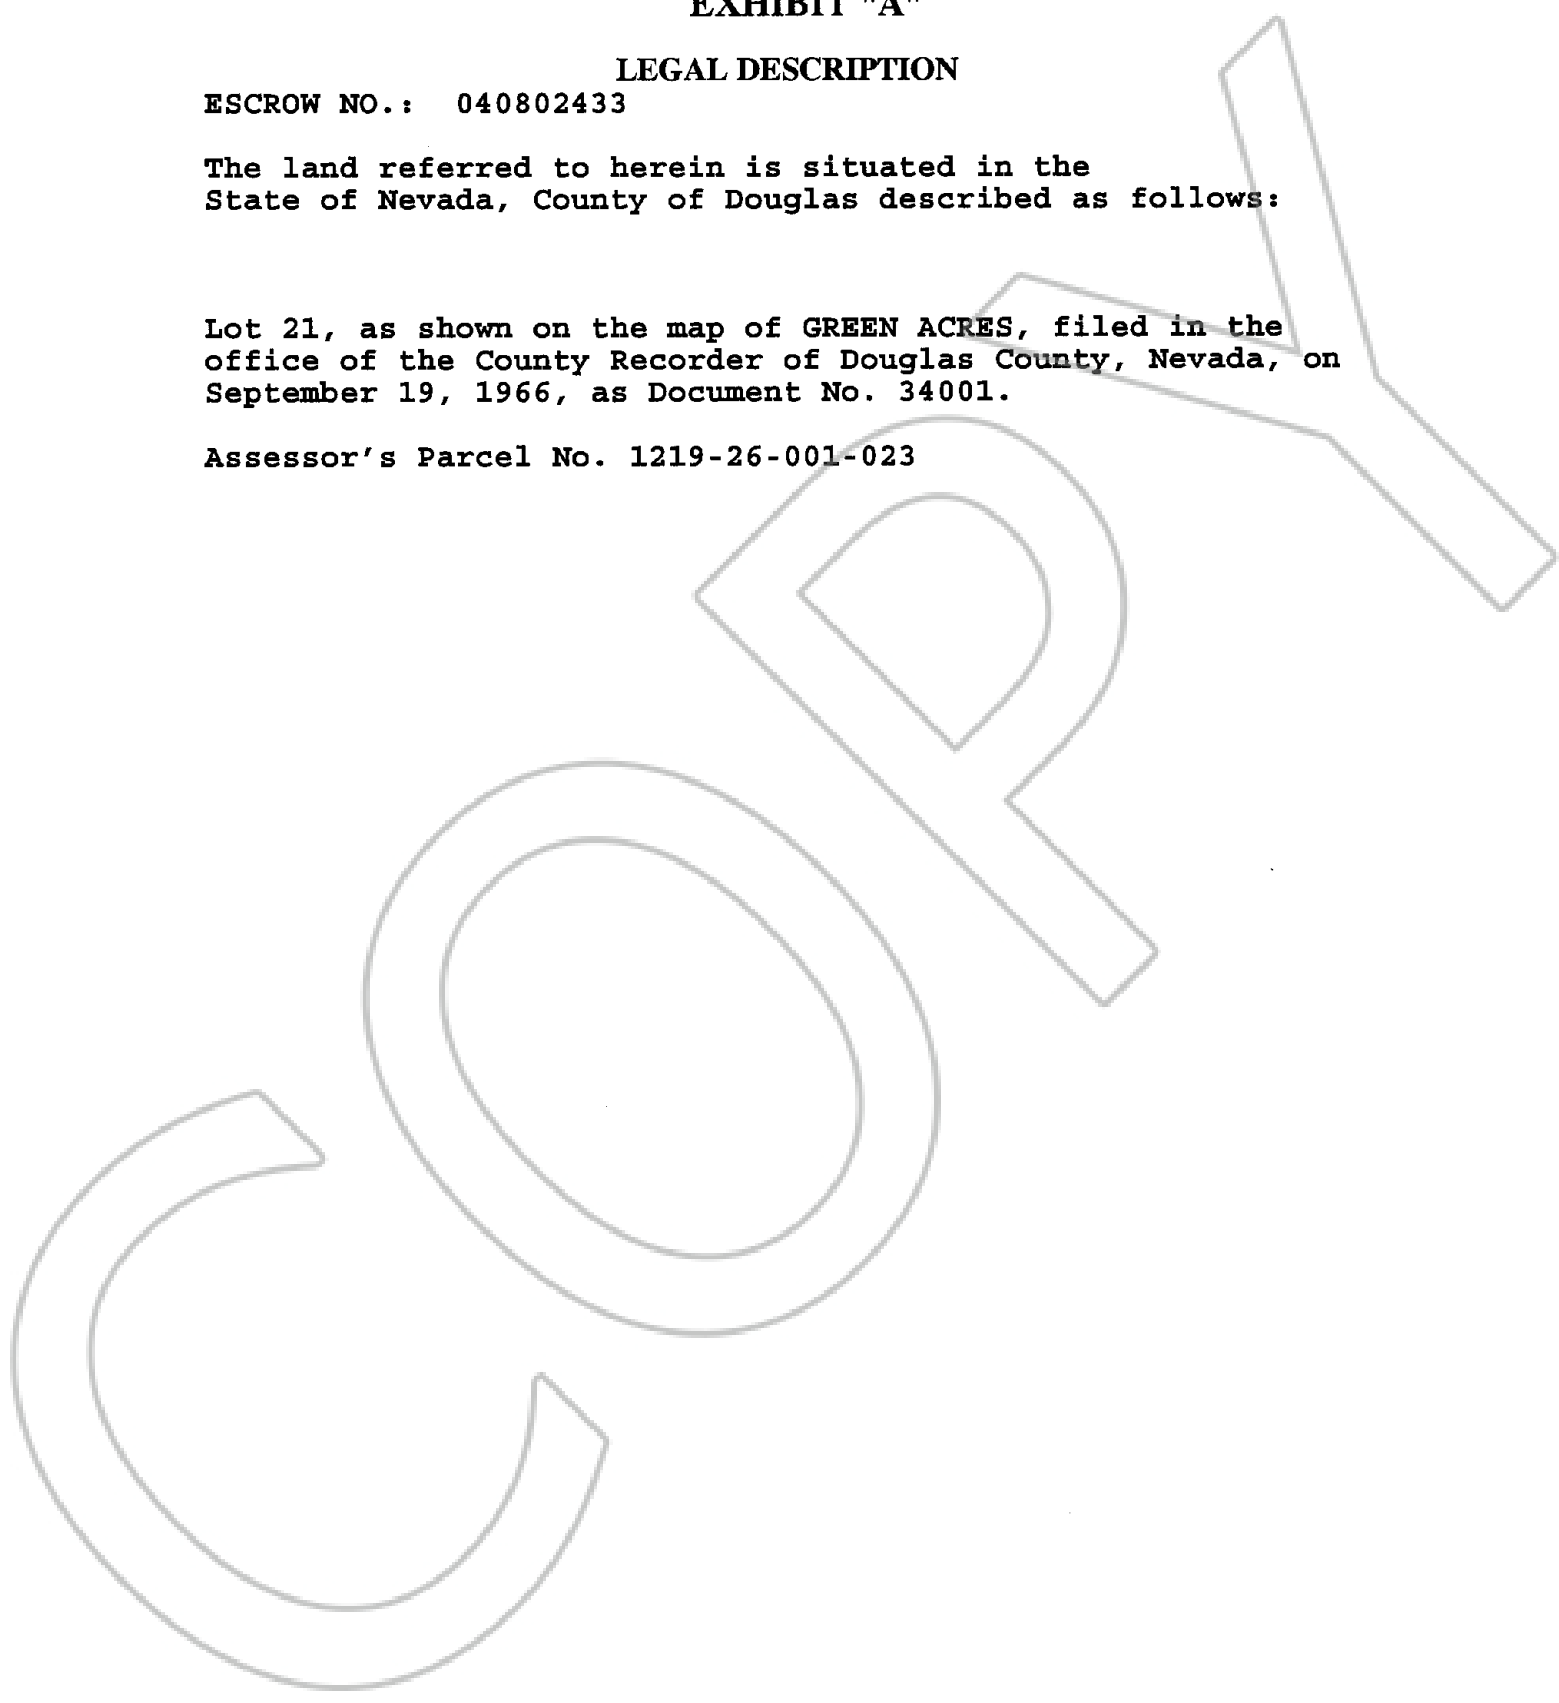 EXHIBIT "A"
LEGAL DESCRIPTION
ESCROW NO.: 040802433
The land referred to herein is situated in the
State of Nevada, County of Douglas described as follows:
Lot 21, as shown on the map of GREEN ACRES, filed in the
office of the County Recorder of Douglas County, Nevada, on
September 19, 1966, as Document No. 34001.
Assessor's Parcel No. 1219-26-001-023
COPY